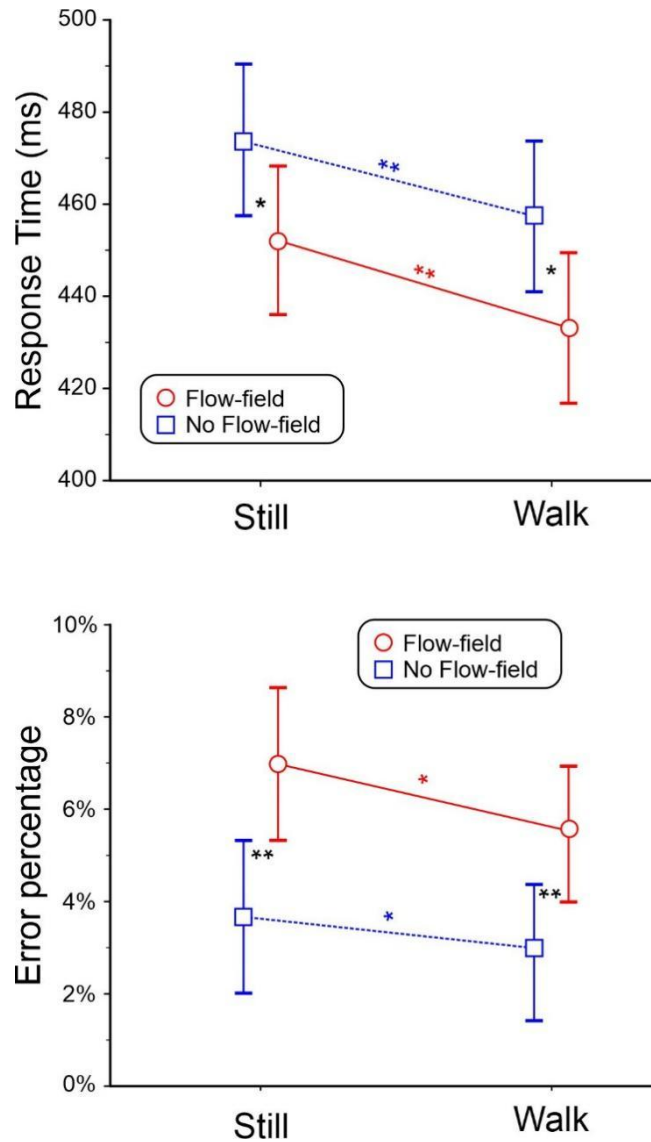 500
480
460
440
420
400
Response Time (ms)
*
**
**
*
Flow-field
No Flow-field
Still
Walk
10%
8%
6%
4%
2%
0%
Error percentage
Flow-field
No Flow-field
*
**
**
*
Still
Walk